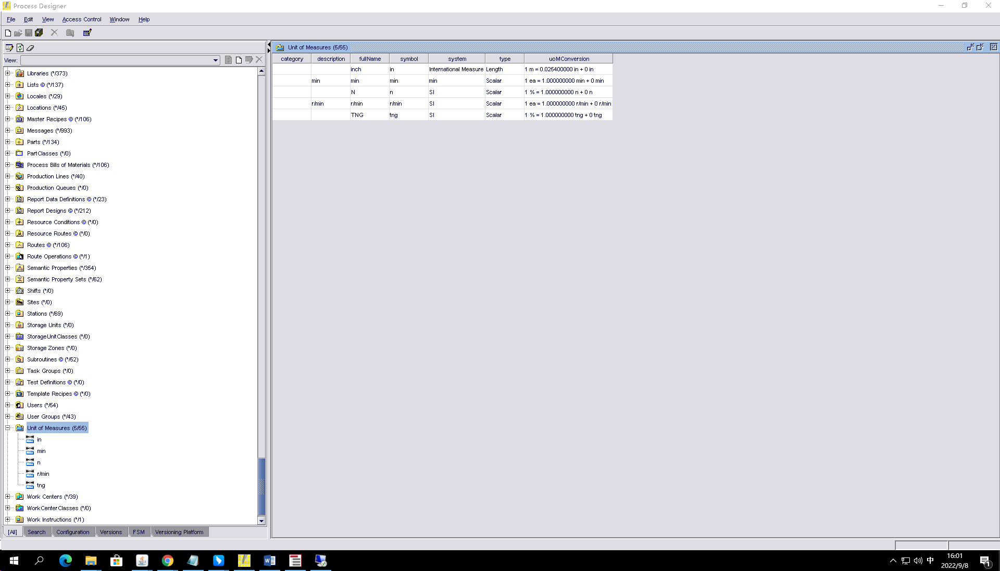 Process Designer
File Edit View Access Control Window Help
View:
Libraries (*/373)
Lists © (*/137)
Locales (*/29)
Locations (*/45)
Master Recipes © (*/106)
Messages (*/993)
Parts (*/134)
PartClasses (*/0)
Process Bills of Materials (*/106)
Production Lines (*/40)
Production Queues (*/0)
Report Data Definitions © (*/23)
Report Designs © (*/212)
Resource Conditions © (*/0)
Resource Routes © (*/0)
Routes © (*/106)
Route Operations © (*/1)
Semantic Properties (*/354)
Semantic Property Sets (*/62)
Shifts (*/0)
Sites (*/0)
Stations (*/69)
Storage Units (*/0)
StorageUnitClasses (*/0)
Storage Zones (*/0)
Subroutines © (*/52)
Task Groups (*/0)
Test Definitions © (*/0)
Template Recipes © (*/0)
Users (*/54)
User Groups (*/43)
Unit of Measures (5/55)
in
min
n
r/min
tng
Work Centers (*/39)
WorkCenterClasses (*/0)
Work Instructions (*/1)
[All] Search Configuration Versions FSM Versioning Platform
Unit of Measures (5/55)
category description fullName symbol system type uoMConversion
inch in International Measure Length 1 m = 0.025400000 in + 0 in
min min min min Scalar 1 ea = 1.000000000 min + 0 min
N n SI Scalar 1 % = 1.000000000 n + 0 n
r/min r/min r/min SI Scalar 1 ea = 1.000000000 r/min + 0 r/min
TNG tng SI Scalar 1 % = 1.000000000 tng + 0 tng
中
16:01
2022/9/8
1